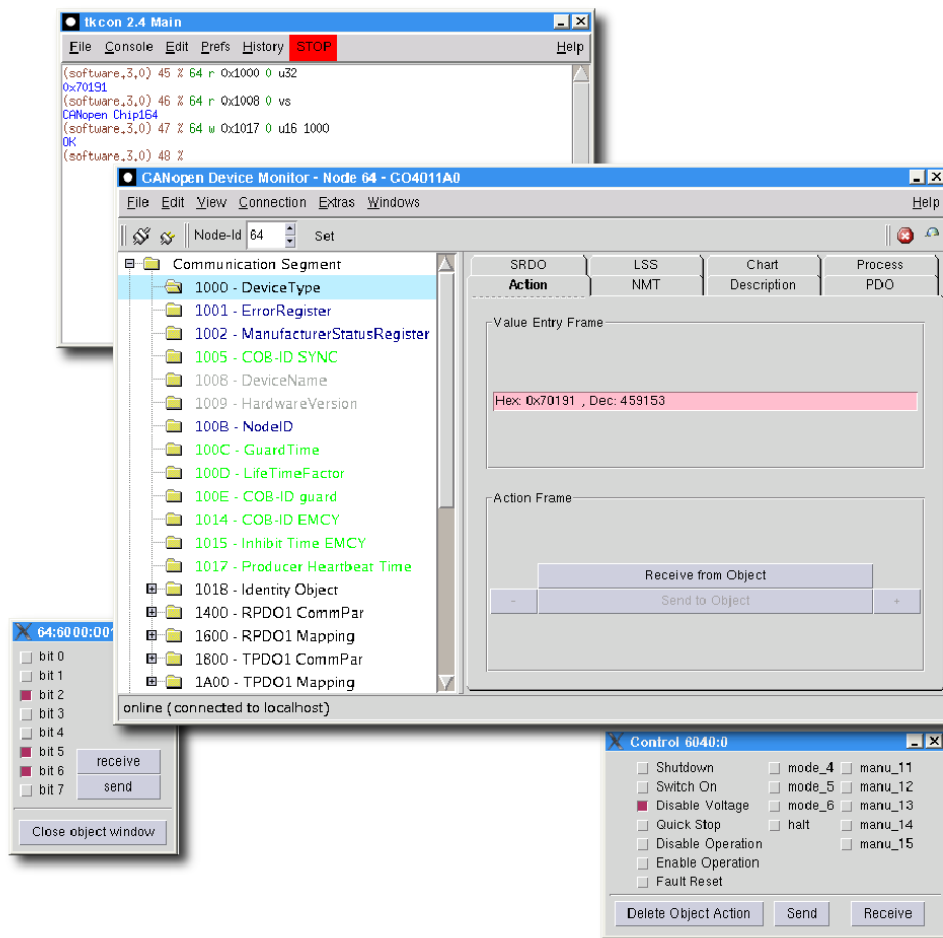 tkcon 2.4 Main
File Console Edit Prefs History STOP Help
(software.3.0) 45 % 64 r 0x1000 0 u32
0x70191
(software.3.0) 46 % 64 r 0x1008 0 vs
CANopen Chip164
(software.3.0) 47 % 64 w 0x1017 0 u16 1000
OK
(software.3.0) 48 %
CANopen Device Monitor - Node 64 - CO4011A0
File Edit View Connection Extras Windows Help
Node-Id 64 Set
Communication Segment
1000 - DeviceType
1001 - ErrorRegister
1002 - ManufacturerStatusRegister
1005 - COB-ID SYNC
1008 - DeviceName
1009 - HardwareVersion
100B - NodeID
100C - GuardTime
100D - LifeTimeFactor
100E - COB-ID guard
1014 - COB-ID EMCY
1015 - Inhibit Time EMCY
1017 - Producer Heartbeat Time
1018 - Identity Object
1400 - RPDO1 CommPar
1600 - RPDO1 Mapping
1800 - TPDO1 CommPar
1A00 - TPDO1 Mapping
SRDO LSS Chart Process
Action NMT Description PDO
Value Entry Frame
Hex: 0x70191 , Dec: 459153
Action Frame
Receive from Object
- Send to Object +
online (connected to localhost)
64:6000:001
bit 0
bit 1
bit 2
bit 3
bit 4
bit 5
bit 6
bit 7
receive
send
Close object window
Control 6040:0
Shutdown mode_4 manu_11
Switch On mode_5 manu_12
Disable Voltage mode_6 manu_13
Quick Stop halt manu_14
Disable Operation manu_15
Enable Operation
Fault Reset
Delete Object Action Send Receive